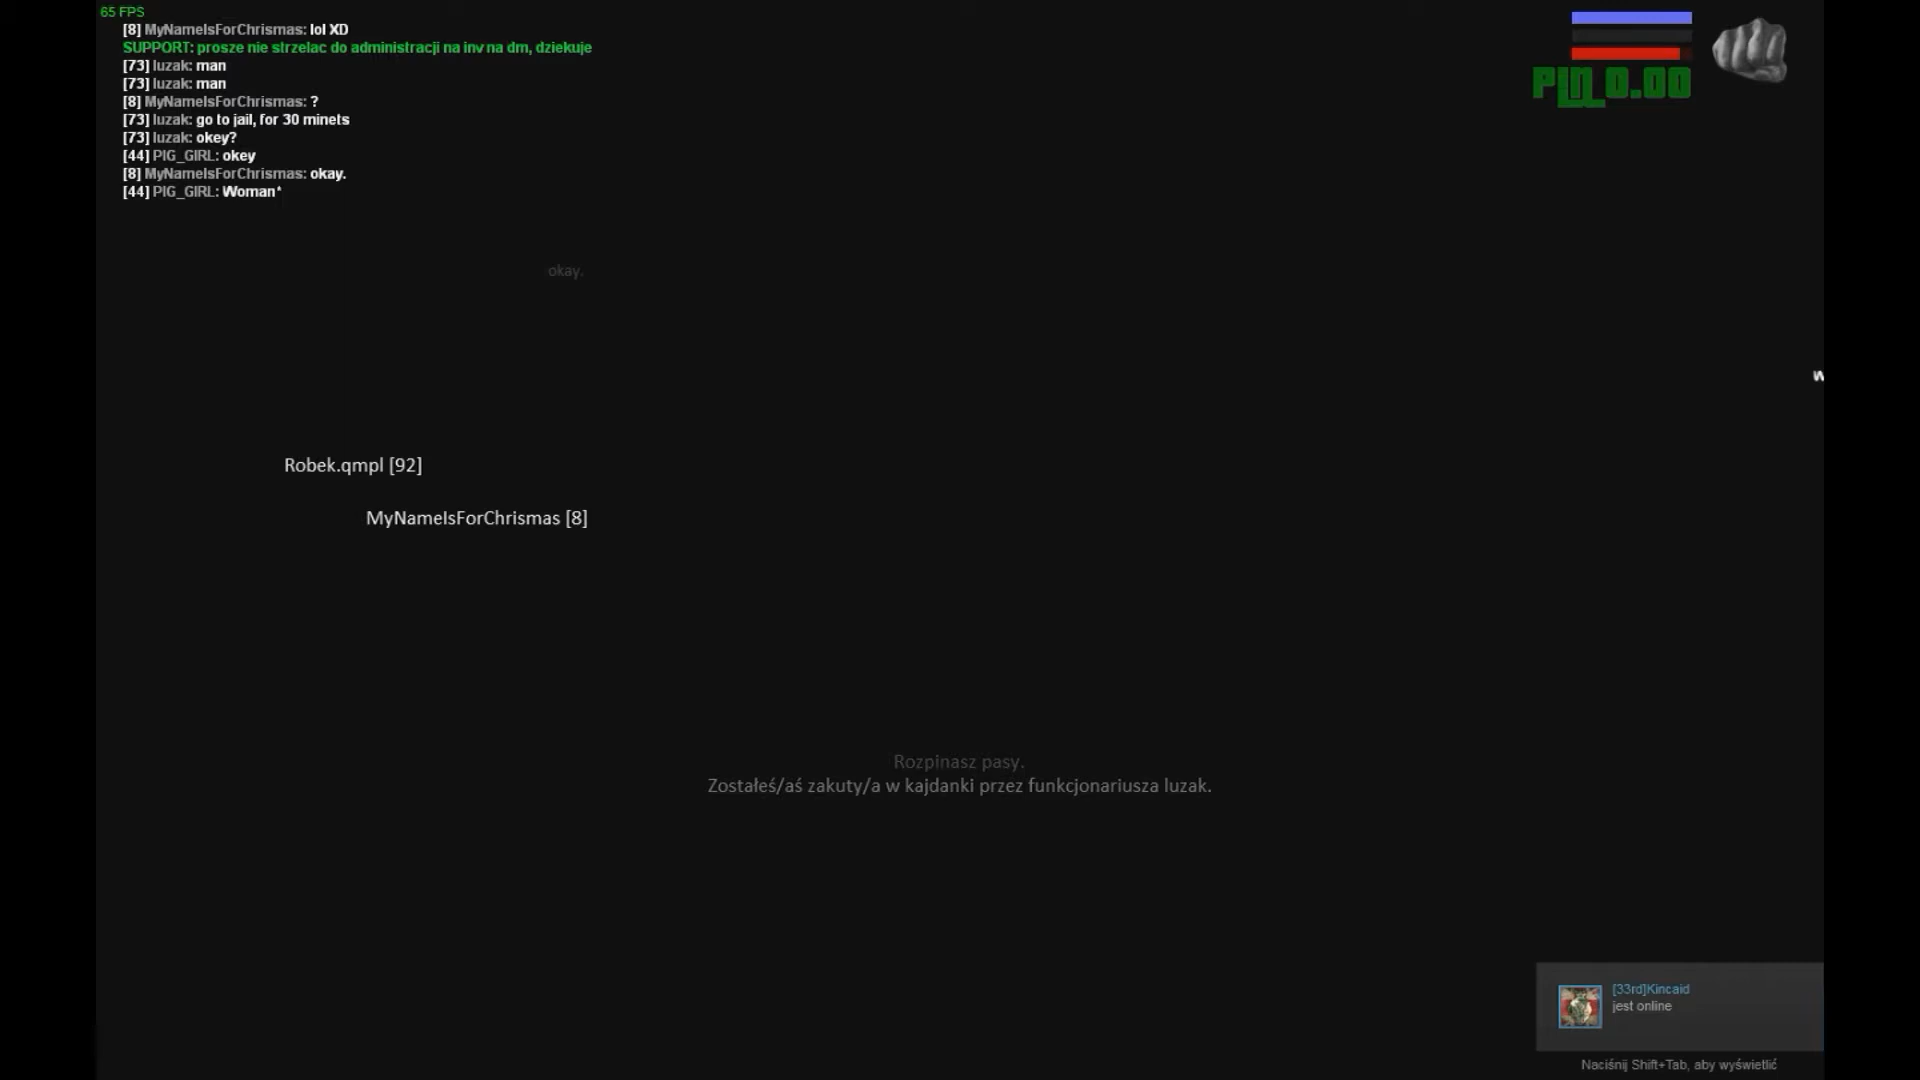 65 FPS
[8] MyNameIsForChrismas: lol XD
SUPPORT: prosze nie strzelac do administracji na inv na dm, dziekuje
[73] luzak: man
[73] luzak: man
[8] MyNameIsForChrismas: ?
[73] luzak: go to jail, for 30 minets
[73] luzak: okey?
[44] PIG_GIRL: okey
[8] MyNameIsForChrismas: okay.
[44] PIG_GIRL: Woman*
PLN 0.00
okay.
W
Robek.qmpl [92]
MyNameIsForChrismas [8]
Rozpinasz pasy.
Zostałeś/aś zakuty/a w kajdanki przez funkcjonariusza luzak.
[33rd]Kincaid
jest online
Naciśnij Shift+Tab, aby wyświetlić